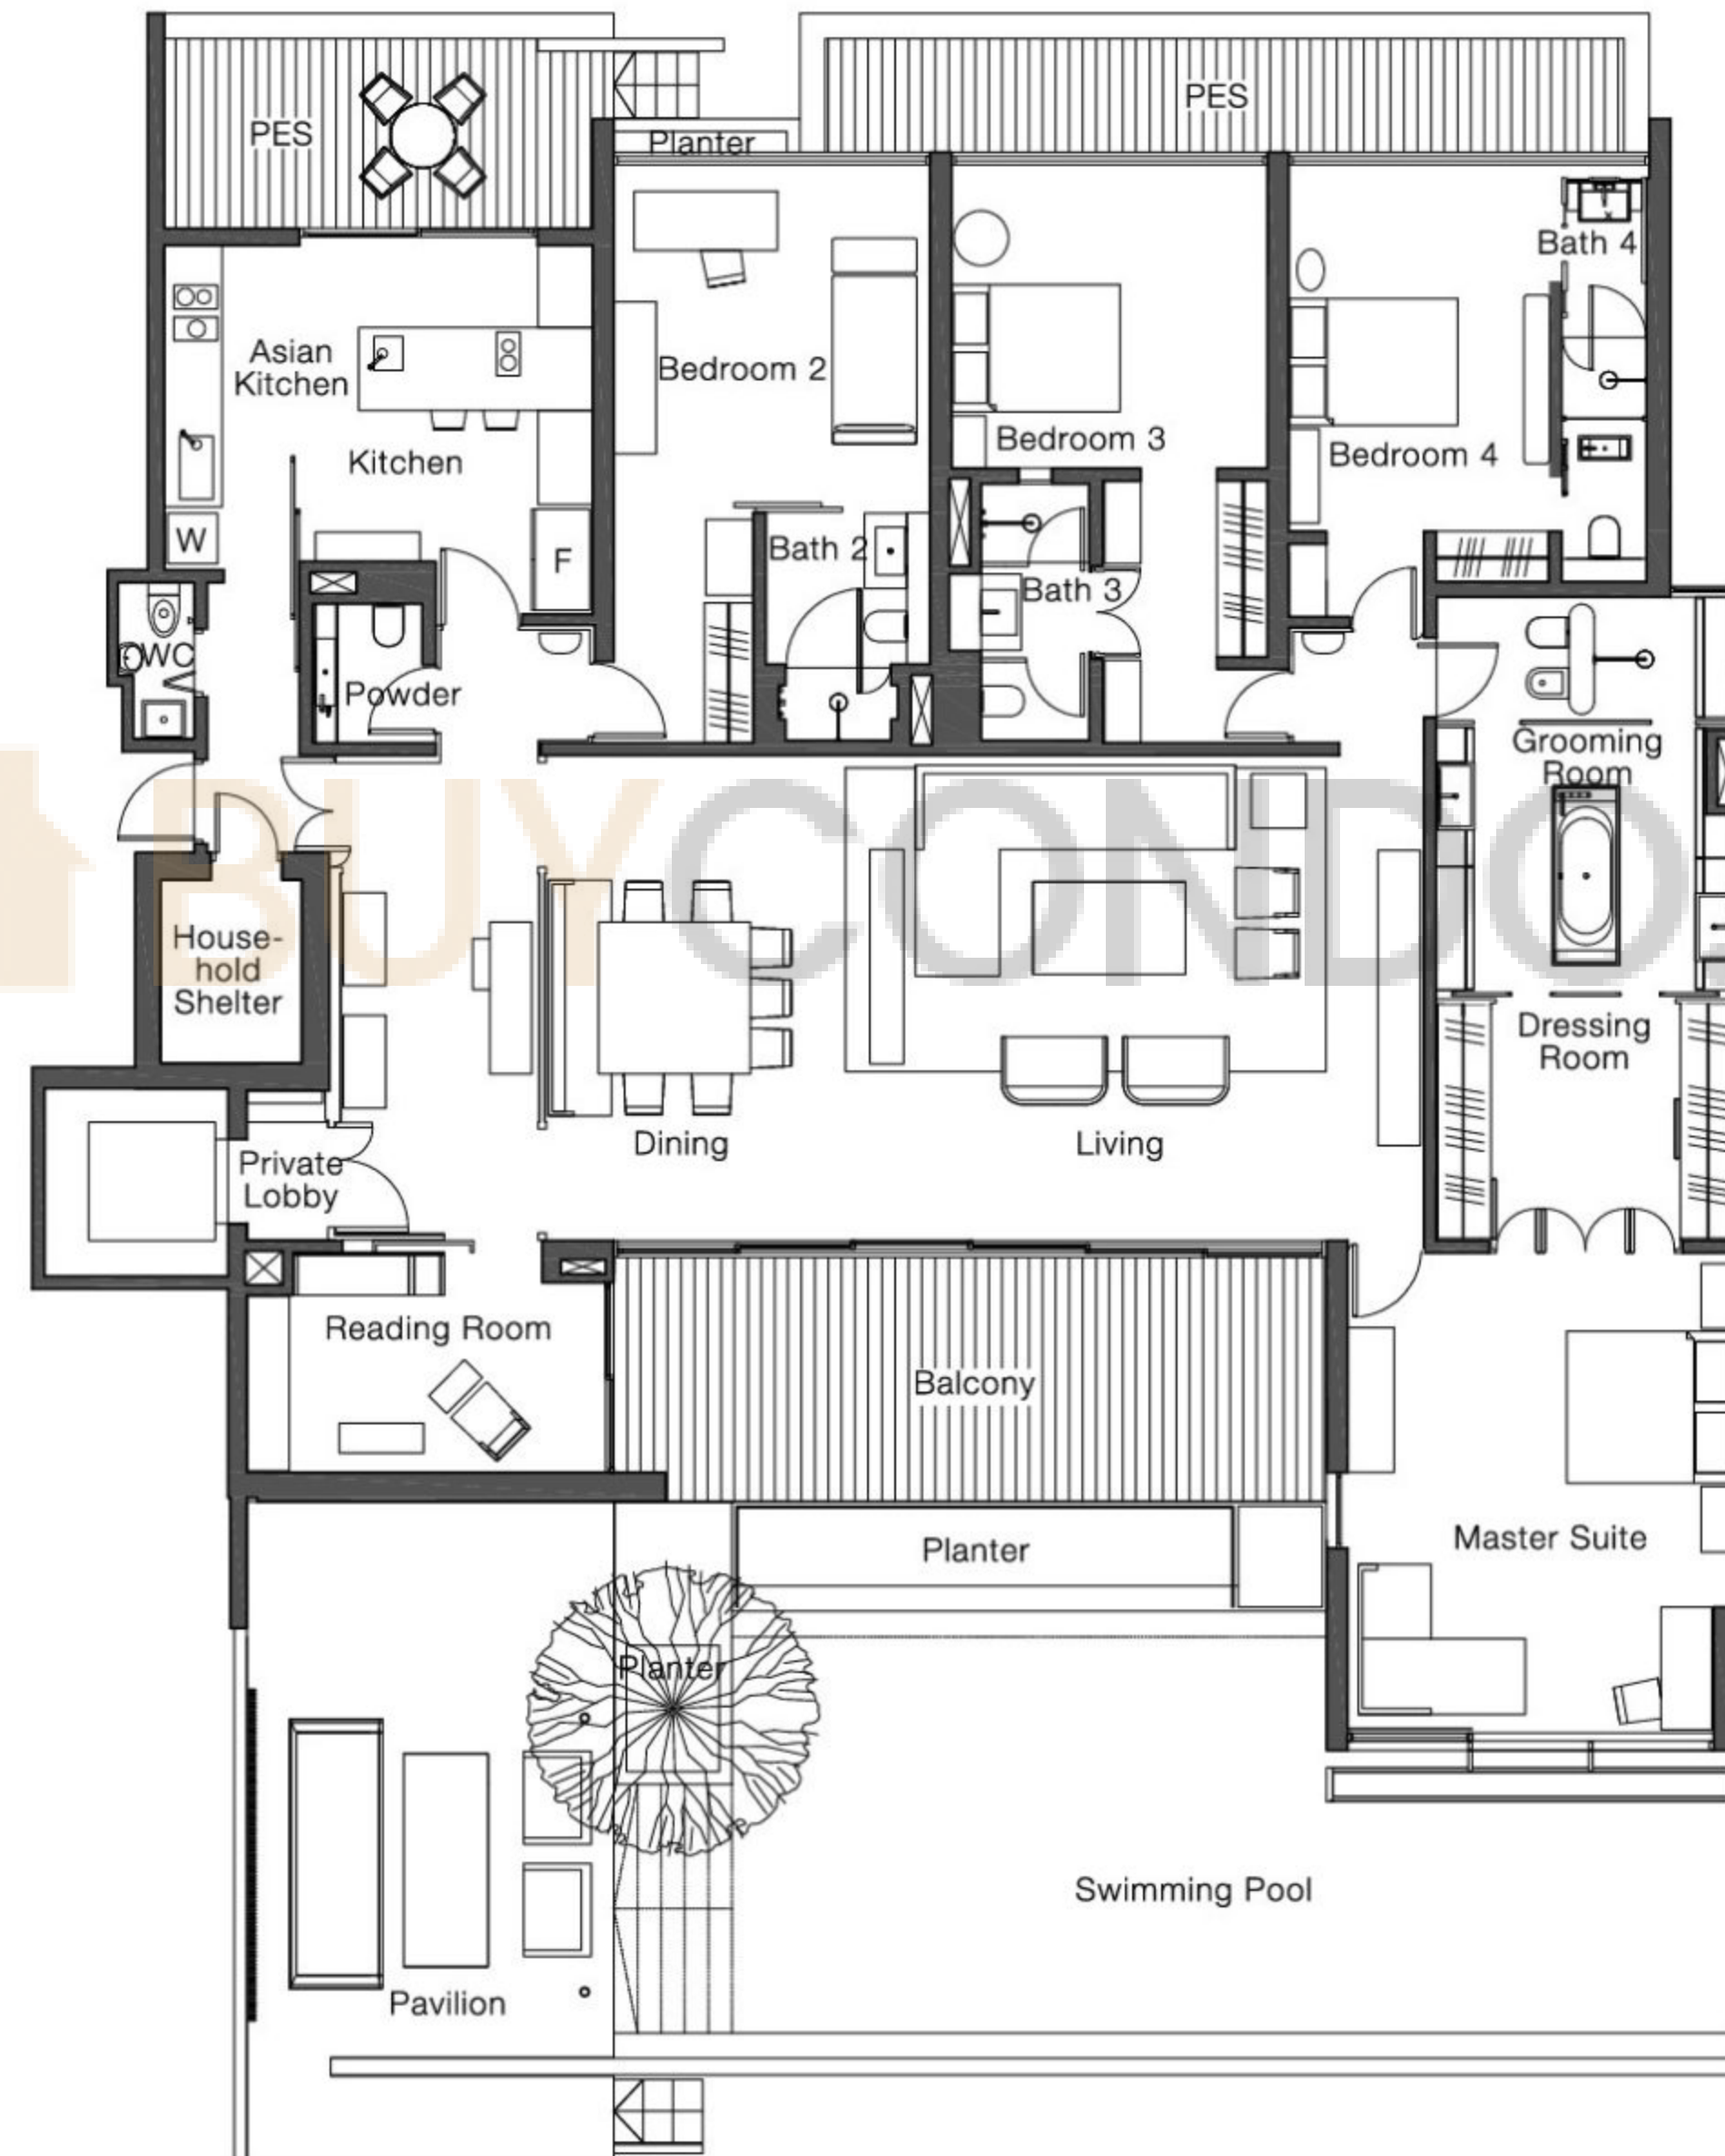 PES
PES
Planter
Bath 4
Asian
Kitchen
Bedroom 2
Bedroom 3
Bedroom 4
Kitchen
W
F
Bath 2
Bath 3
WC
Powder
Grooming
Room
BUYCONDO
House-
hold
Shelter
Dressing
Room
Dining
Living
Private
Lobby
Reading Room
Balcony
Planter
Master Suite
Planter
Swimming Pool
Pavilion